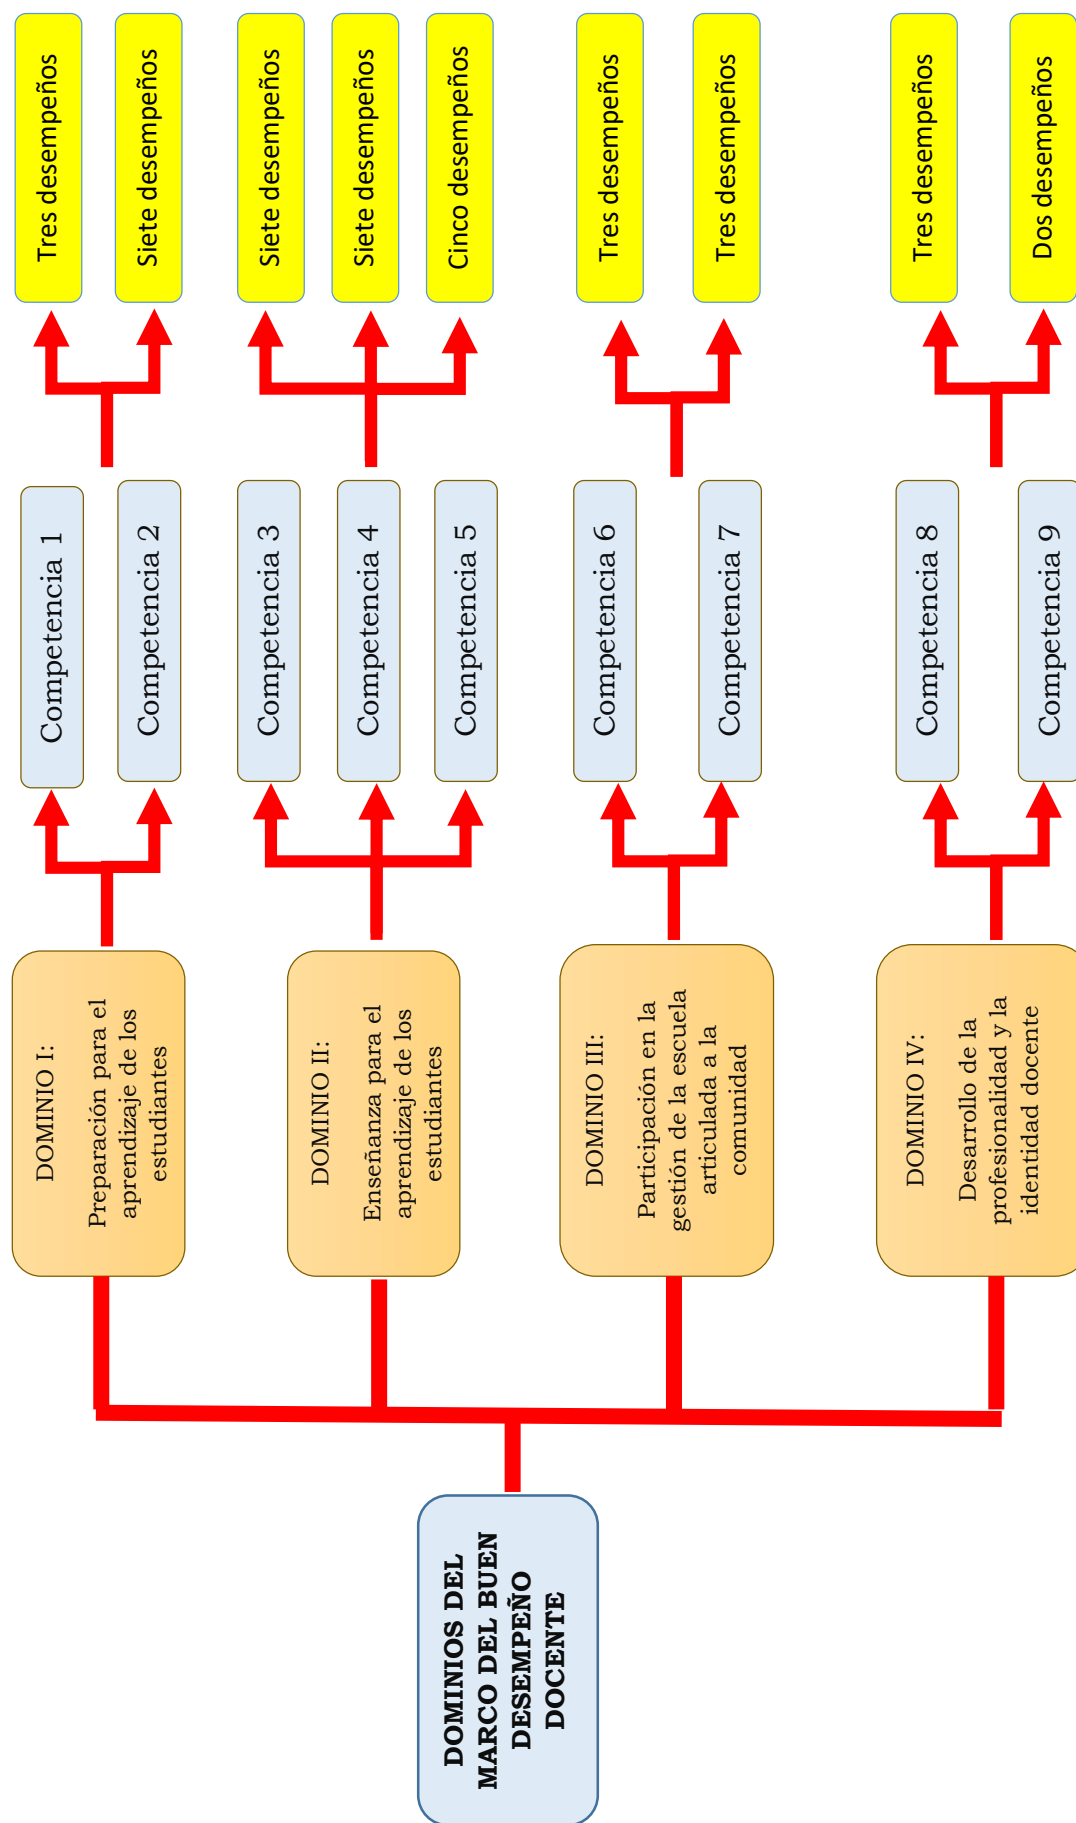 DOMINIOS DEL
MARCO DEL BUEN
DESEMPEÑO
DOCENTE
DOMINIO I:
Preparación para el
aprendizaje de los
estudiantes
Competencia 1
Competencia 2
Tres desempeños
Siete desempeños
DOMINIO II:
Enseñanza para el
aprendizaje de los
estudiantes
Competencia 3
Competencia 4
Competencia 5
Siete desempeños
Siete desempeños
Cinco desempeños
DOMINIO III:
Participación en la
gestión de la escuela
articulada a la
comunidad
Competencia 6
Competencia 7
Tres desempeños
Tres desempeños
DOMINIO IV:
Desarrollo de la
profesionalidad y la
identidad docente
Competencia 8
Competencia 9
Tres desempeños
Dos desempeños